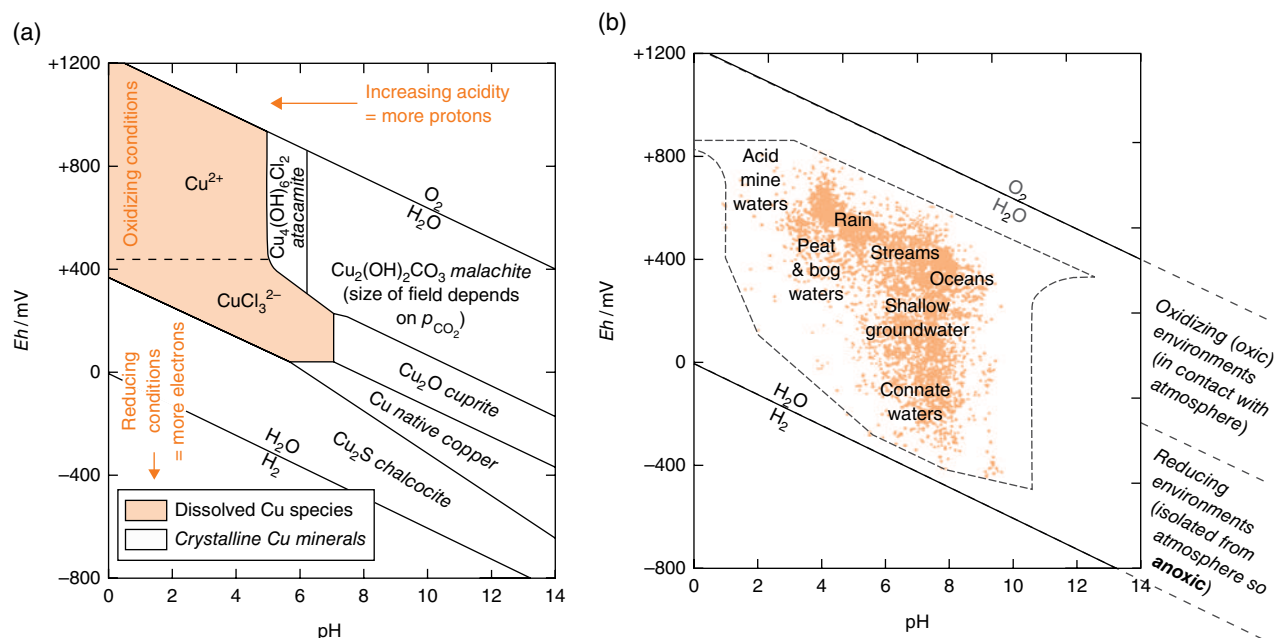 (a)
+1200
+800
+400
0
–400
–800
Eh/mV
0
2
4
6
8
10
12
14
pH
Oxidizing conditions
Increasing acidity
= more protons
Cu²⁺
Cu₄(OH)₆Cl₂
atacamite
O₂
H₂O
Cu₂(OH)₂CO₃ malachite
(size of field depends
on pCO₂)
CuCl₃²⁻
Reducing
conditions
= more electrons
Cu₂O cuprite
Cu native copper
Cu₂S chalcocite
H₂O
H₂
Dissolved Cu species
Crystalline Cu minerals
(b)
+1200
+800
+400
0
–400
–800
Eh/mV
0
2
4
6
8
10
12
14
pH
Acid
mine
waters
Rain
Peat
& bog
waters
Streams
Oceans
Shallow
groundwater
Connate
waters
O₂
H₂O
H₂O
H₂
Oxidizing (oxic)
environments
(in contact with
atmosphere)
Reducing
environments
(isolated from
atmosphere so
anoxic)